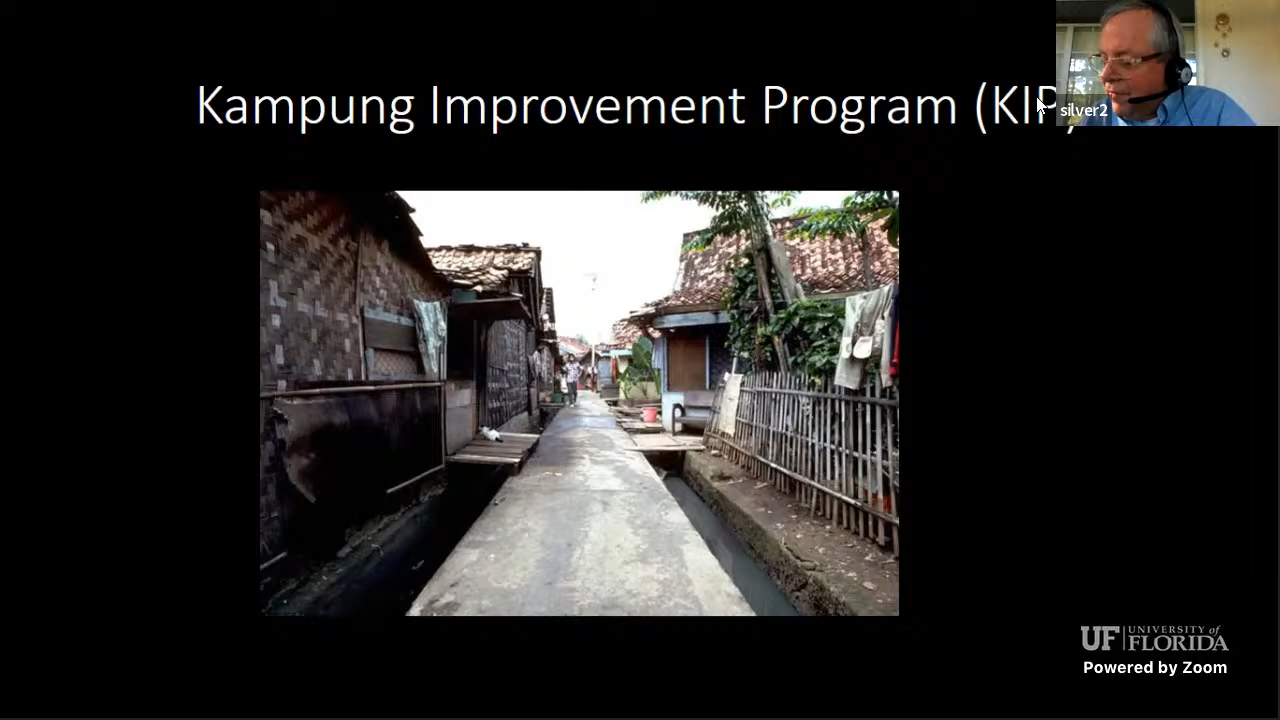 Kampung Improvement Program (KIP)
silver2
UF UNIVERSITY of
FLORIDA
Powered by Zoom